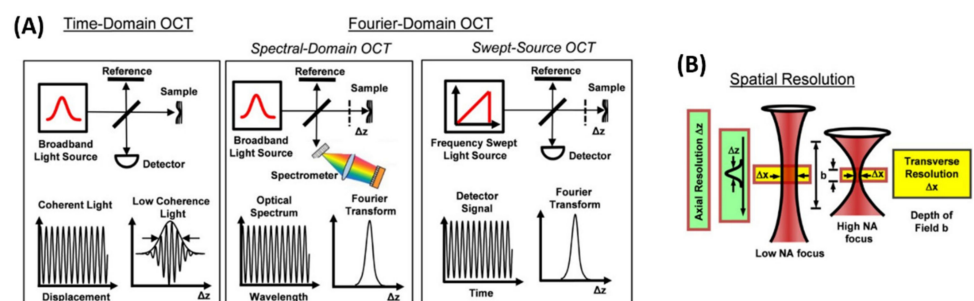 (A)
Time-Domain OCT
Fourier-Domain OCT
Spectral-Domain OCT
Swept-Source OCT
Reference
Sample
Broadband
Light Source
Detector
Coherent Light
Low Coherence
Light
Displacement
Δz
Reference
Sample
Δz
Broadband
Light Source
Spectrometer
Optical
Spectrum
Fourier
Transform
Wavelength
Δz
Reference
Sample
Δz
Frequency Swept
Light Source
Detector
Detector
Signal
Fourier
Transform
Time
Δz
(B)
Spatial Resolution
Axial Resolution Δz
Δz
Δx
b
Δx
Transverse
Resolution
Δx
Low NA focus
High NA
focus
Depth of
Field b